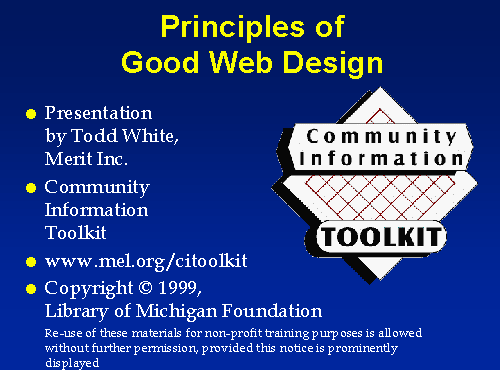 Principles of
Good Web Design
Presentation
by Todd White,
Merit Inc.
Community
Information
Toolkit
www.mel.org/citoolkit
Copyright © 1999,
Library of Michigan Foundation
Re-use of these materials for non-profit training purposes is allowed
without further permission, provided this notice is prominently
displayed
Community
Information
TOOLKIT